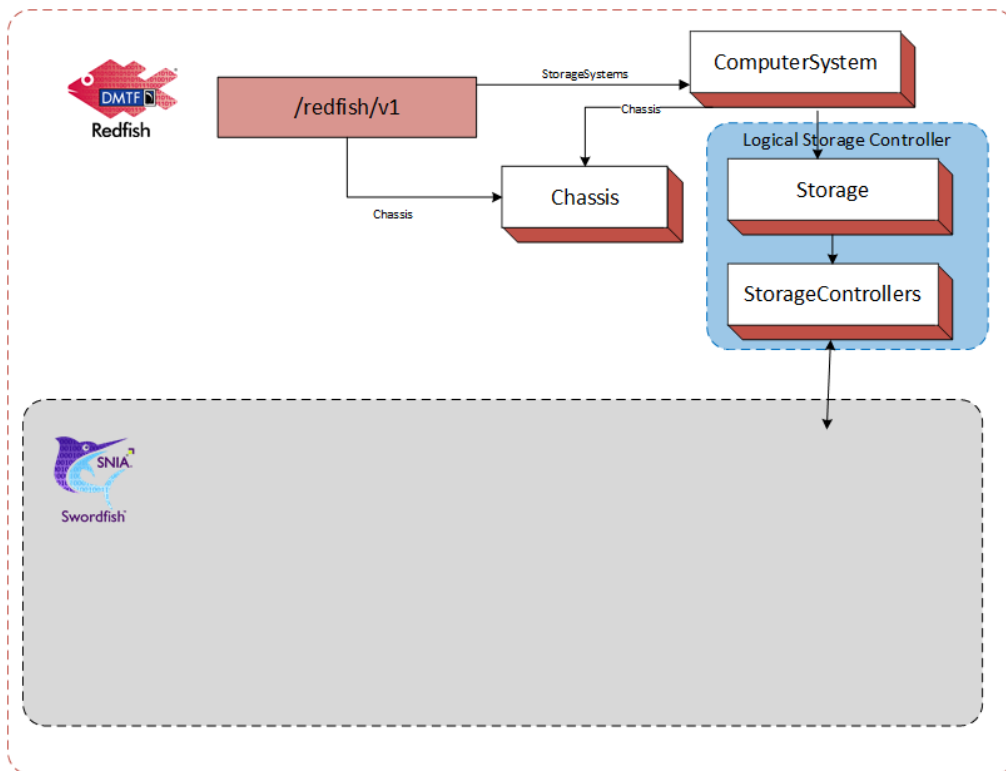 ComputerSystem
StorageSystems
DMTF
/redfish/v1
Chassis
Redfish
Logical Storage Controller
Chassis
Storage
Chassis
StorageControllers
SNIA
Swordfish